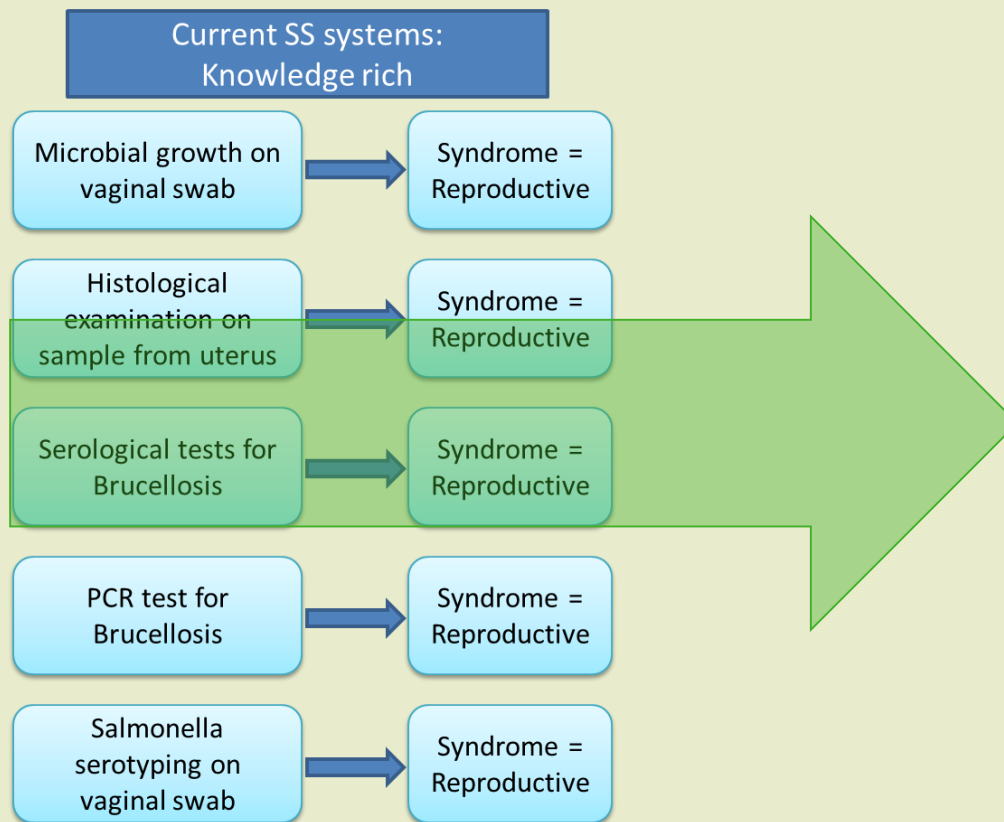 Current SS systems:
Knowledge rich
Microbial growth on
vaginal swab
Syndrome =
Reproductive
Histological
examination on
sample from uterus
Syndrome =
Reproductive
Serological tests for
Brucellosis
Syndrome =
Reproductive
PCR test for
Brucellosis
Syndrome =
Reproductive
Salmonella
serotyping on
vaginal swab
Syndrome =
Reproductive